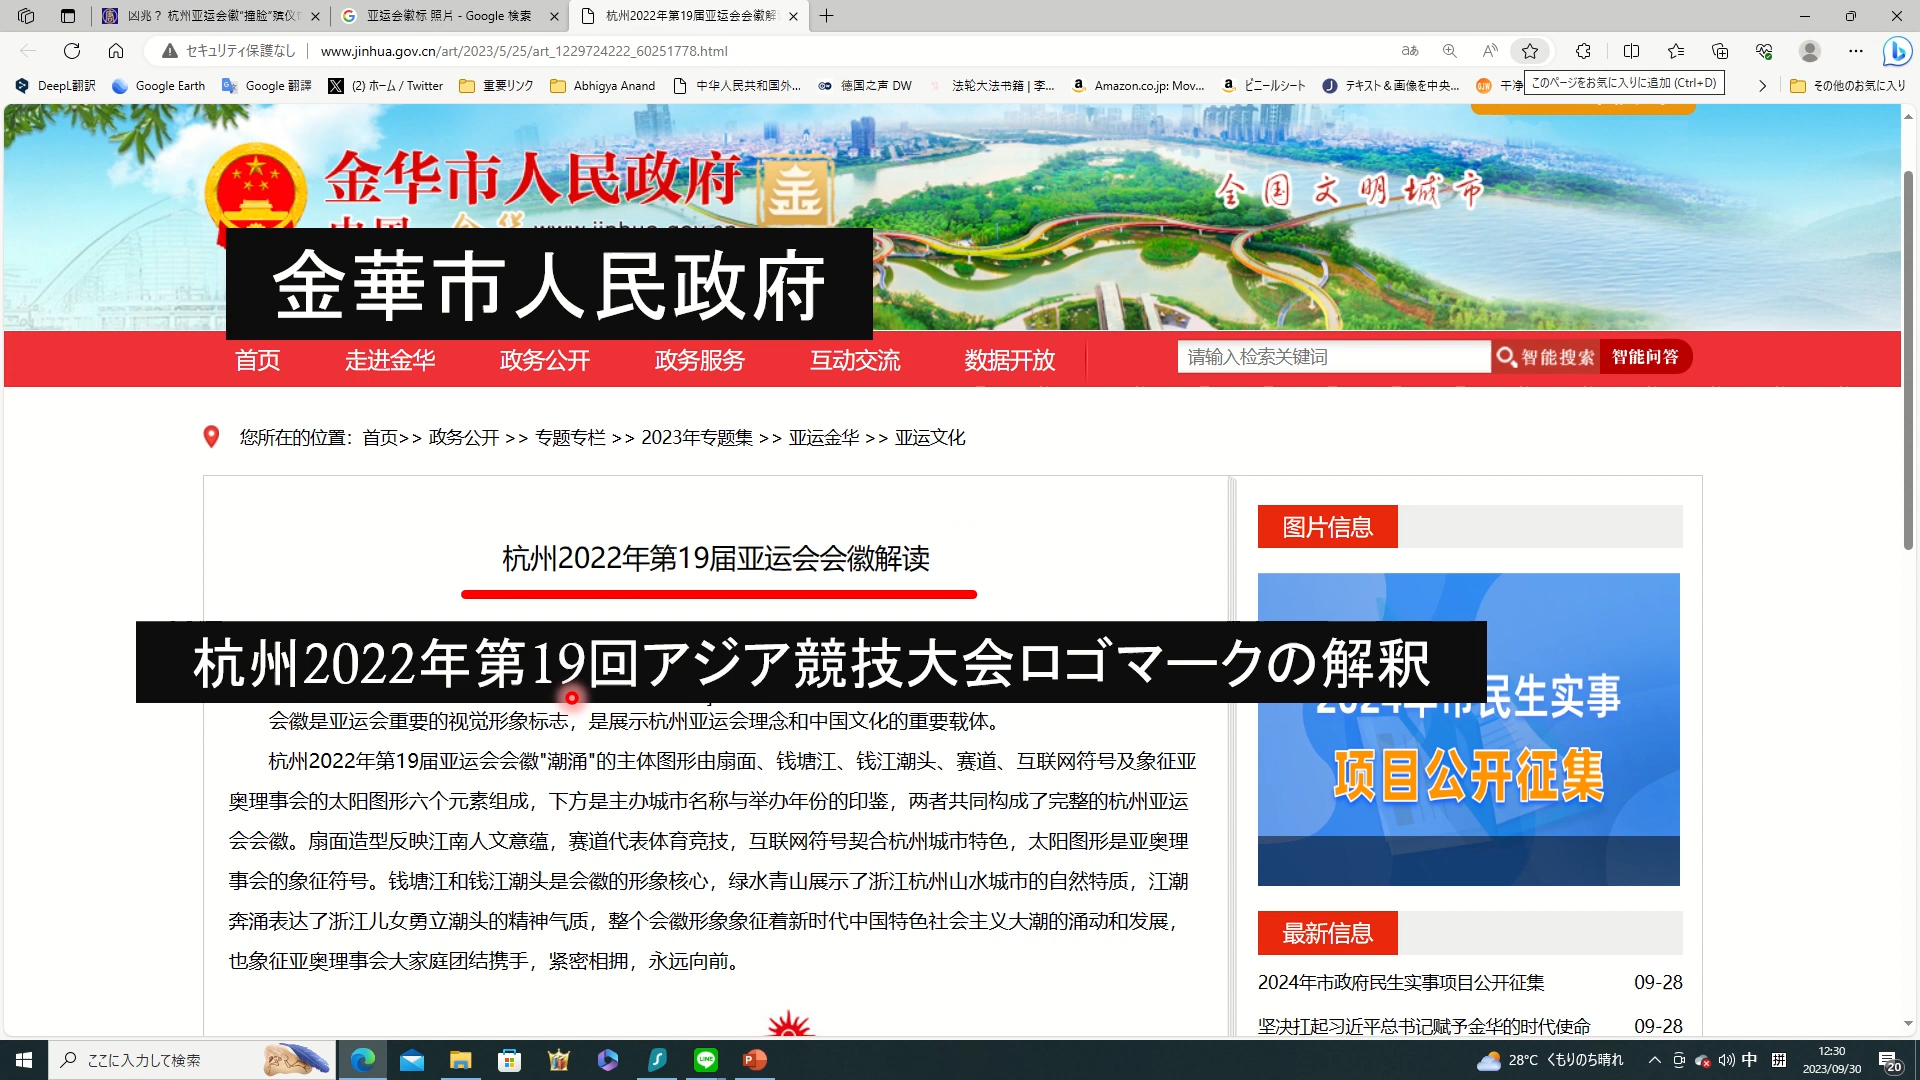 凶兆？ 杭州亚运会徽"撞脸"殡仪
亚运会徽标 照片 - Google 検索
杭州2022年第19届亚运会会徽解
セキュリティ保護なし
www.jinhua.gov.cn/art/2023/5/25/art_1229724222_60251778.html
DeepL翻訳
Google Earth
Google 翻譯
(2) ホーム / Twitter
重要リンク
Abhigya Anand
中华人民共和国外...
德国之声 DW
法轮大法书籍 | 李...
Amazon.co.jp: Mov...
ビニールシート
テキスト＆画像を中央...
干净
このページをお気に入りに追加 (Ctrl+D)
その他のお気に入り
金华市人民政府
全国文明城市
金華市人民政府
首页 走进金华 政务公开 政务服务 互动交流 数据开放
请输入检索关键词
智能搜索
智能问答
您所在的位置：首页>> 政务公开 >> 专题专栏 >> 2023年专题集 >> 亚运金华 >> 亚运文化
杭州2022年第19届亚运会会徽解读
图片信息
杭州2022年第19回アジア競技大会ロゴマークの解釈
2024年市民生实事
项目公开征集
会徽是亚运会重要的视觉形象标志，是展示杭州亚运会理念和中国文化的重要载体。
杭州2022年第19届亚运会会徽"潮涌"的主体图形由扇面、钱塘江、钱江潮头、赛道、互联网符号及象征亚
奥理事会的太阳图形六个元素组成，下方是主办城市名称与举办年份的印鉴，两者共同构成了完整的杭州亚运
会会徽。扇面造型反映江南人文意蕴，赛道代表体育竞技，互联网符号契合杭州城市特色，太阳图形是亚奥理
事会的象征符号。钱塘江和钱江潮头是会徽的形象核心，绿水青山展示了浙江杭州山水城市的自然特质，江潮
奔涌表达了浙江儿女勇立潮头的精神气质，整个会徽形象象征着新时代中国特色社会主义大潮的涌动和发展，
也象征亚奥理事会大家庭团结携手，紧密相拥，永远向前。
最新信息
2024年市政府民生实事项目公开征集 09-28
坚决扛起习近平总书记赋予金华的时代使命 09-28
ここに入力して検索
28°C くもりのち晴れ
中
拼
12:30
2023/09/30
20